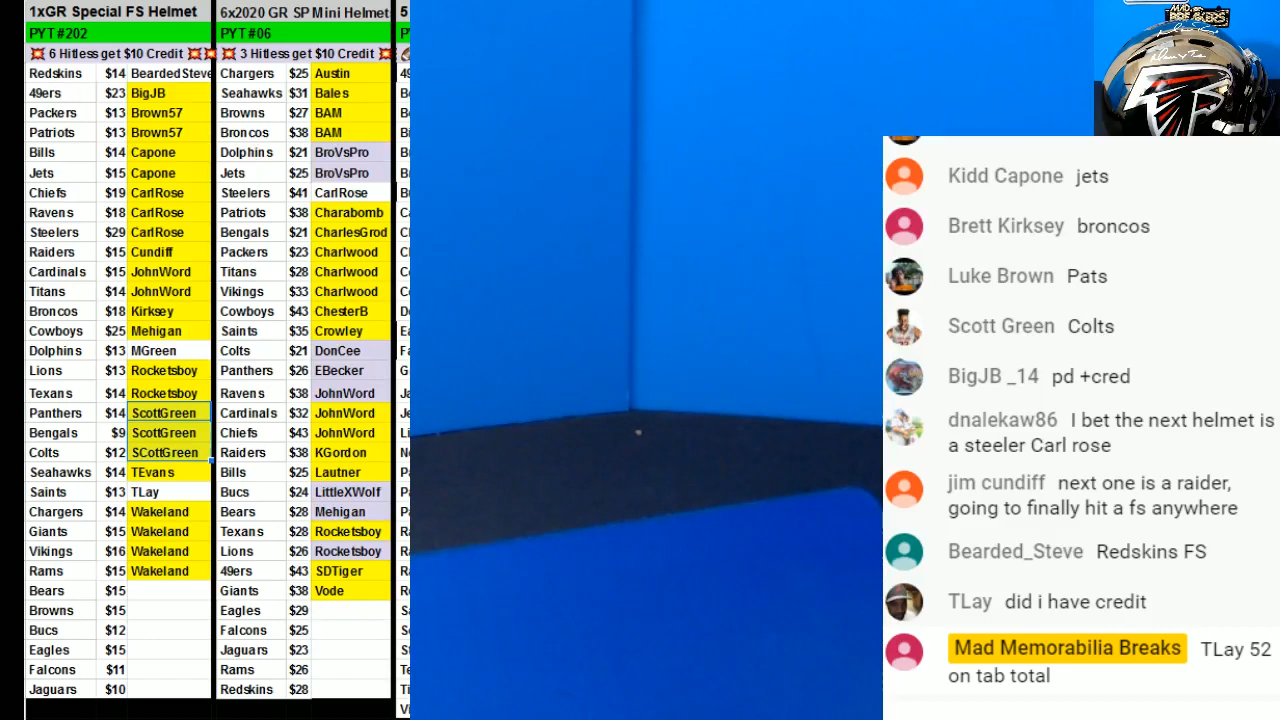 1xGR Special FS Helmet
PYT #202
6 Hitless get $10 Credit
Redskins $14 BeardedSteve
49ers $23 BigJB
Packers $13 Brown57
Patriots $13 Brown57
Bills $14 Capone
Jets $15 Capone
Chiefs $19 CarlRose
Ravens $18 CarlRose
Steelers $29 CarlRose
Raiders $15 Cundiff
Cardinals $15 JohnWord
Titans $14 JohnWord
Broncos $18 Kirksey
Cowboys $25 Mehigan
Dolphins $13 MGreen
Lions $13 Rocketsboy
Texans $14 Rocketsboy
Panthers $14 ScottGreen
Bengals $9 ScottGreen
Colts $12 SCottGreen
Seahawks $14 TEvans
Saints $13 TLay
Chargers $14 Wakeland
Giants $15 Wakeland
Vikings $16 Wakeland
Rams $15 Wakeland
Bears $15
Browns $15
Bucs $12
Eagles $15
Falcons $11
Jaguars $10
6x2020 GR SP Mini Helmet
PYT #06
3 Hitless get $10 Credit
Chargers $25 Austin
Seahawks $31 Bales
Browns $27 BAM
Broncos $38 BAM
Dolphins $21 BroVsPro
Jets $25 BroVsPro
Steelers $41 CarlRose
Patriots $38 Charabomb
Bengals $21 CharlesGrod
Packers $23 Charlwood
Titans $28 Charlwood
Vikings $33 Charlwood
Cowboys $43 ChesterB
Saints $35 Crowley
Colts $21 DonCee
Panthers $26 EBecker
Ravens $38 JohnWord
Cardinals $32 JohnWord
Chiefs $43 JohnWord
Raiders $38 KGordon
Bills $25 Lautner
Bucs $24 LittleXWolf
Bears $28 Mehigan
Texans $28 Rocketsboy
Lions $26 Rocketsboy
49ers $43 SDTiger
Giants $38 Vode
Eagles $29
Falcons $25
Jaguars $23
Rams $26
Redskins $28
MAD
BREAKERS
Kidd Capone jets
Brett Kirksey broncos
Luke Brown Pats
Scott Green Colts
BigJB _14 pd +cred
dnalekaw86 I bet the next helmet is
a steeler Carl rose
jim cundiff next one is a raider,
going to finally hit a fs anywhere
Bearded_Steve Redskins FS
TLay did i have credit
Mad Memorabilia Breaks TLay 52
on tab total